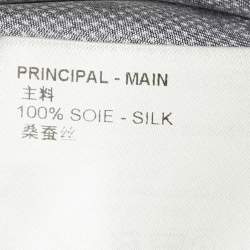 PRINCIPAL - MAIN
主料
100% SOIE - SILK
桑蚕丝